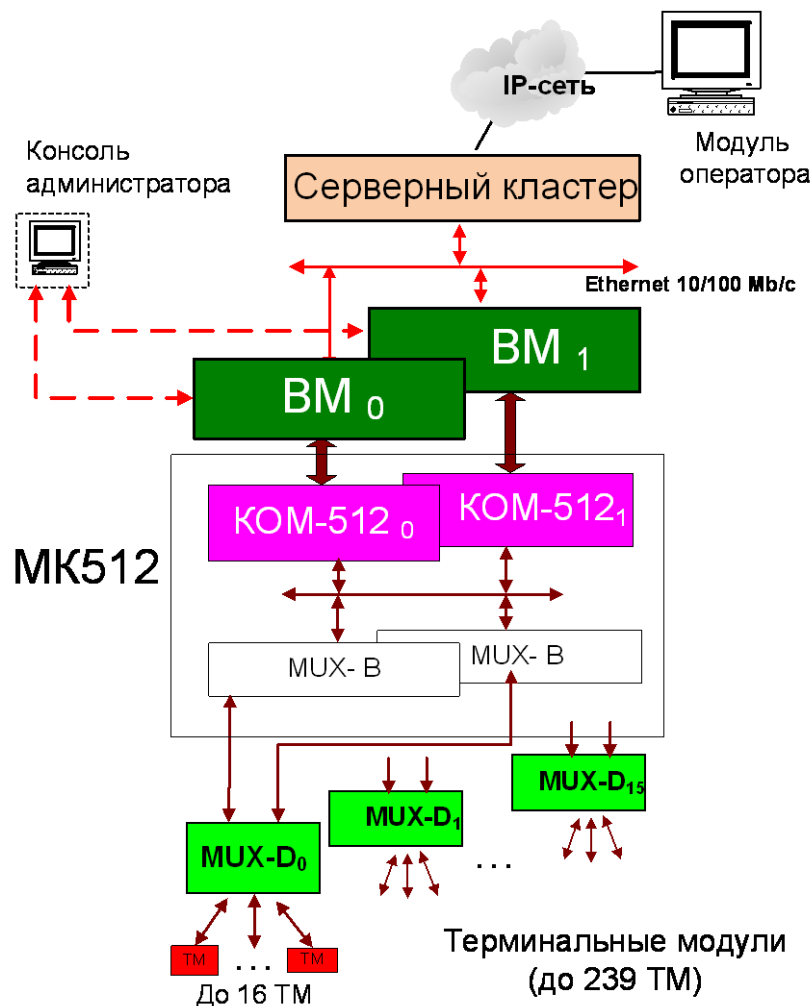 IP-сеть
Модуль
оператора
Консоль
администратора
Серверный кластер
Ethernet 10/100 Mb/c
ВМ 1
ВМ 0
КОМ-512 0
КОМ-512 1
МК512
MUX- B
MUX- B
MUX-D0
MUX-D1
MUX-D15
...
ТМ
...
ТМ
До 16 ТМ
Терминальные модули
(до 239 ТМ)